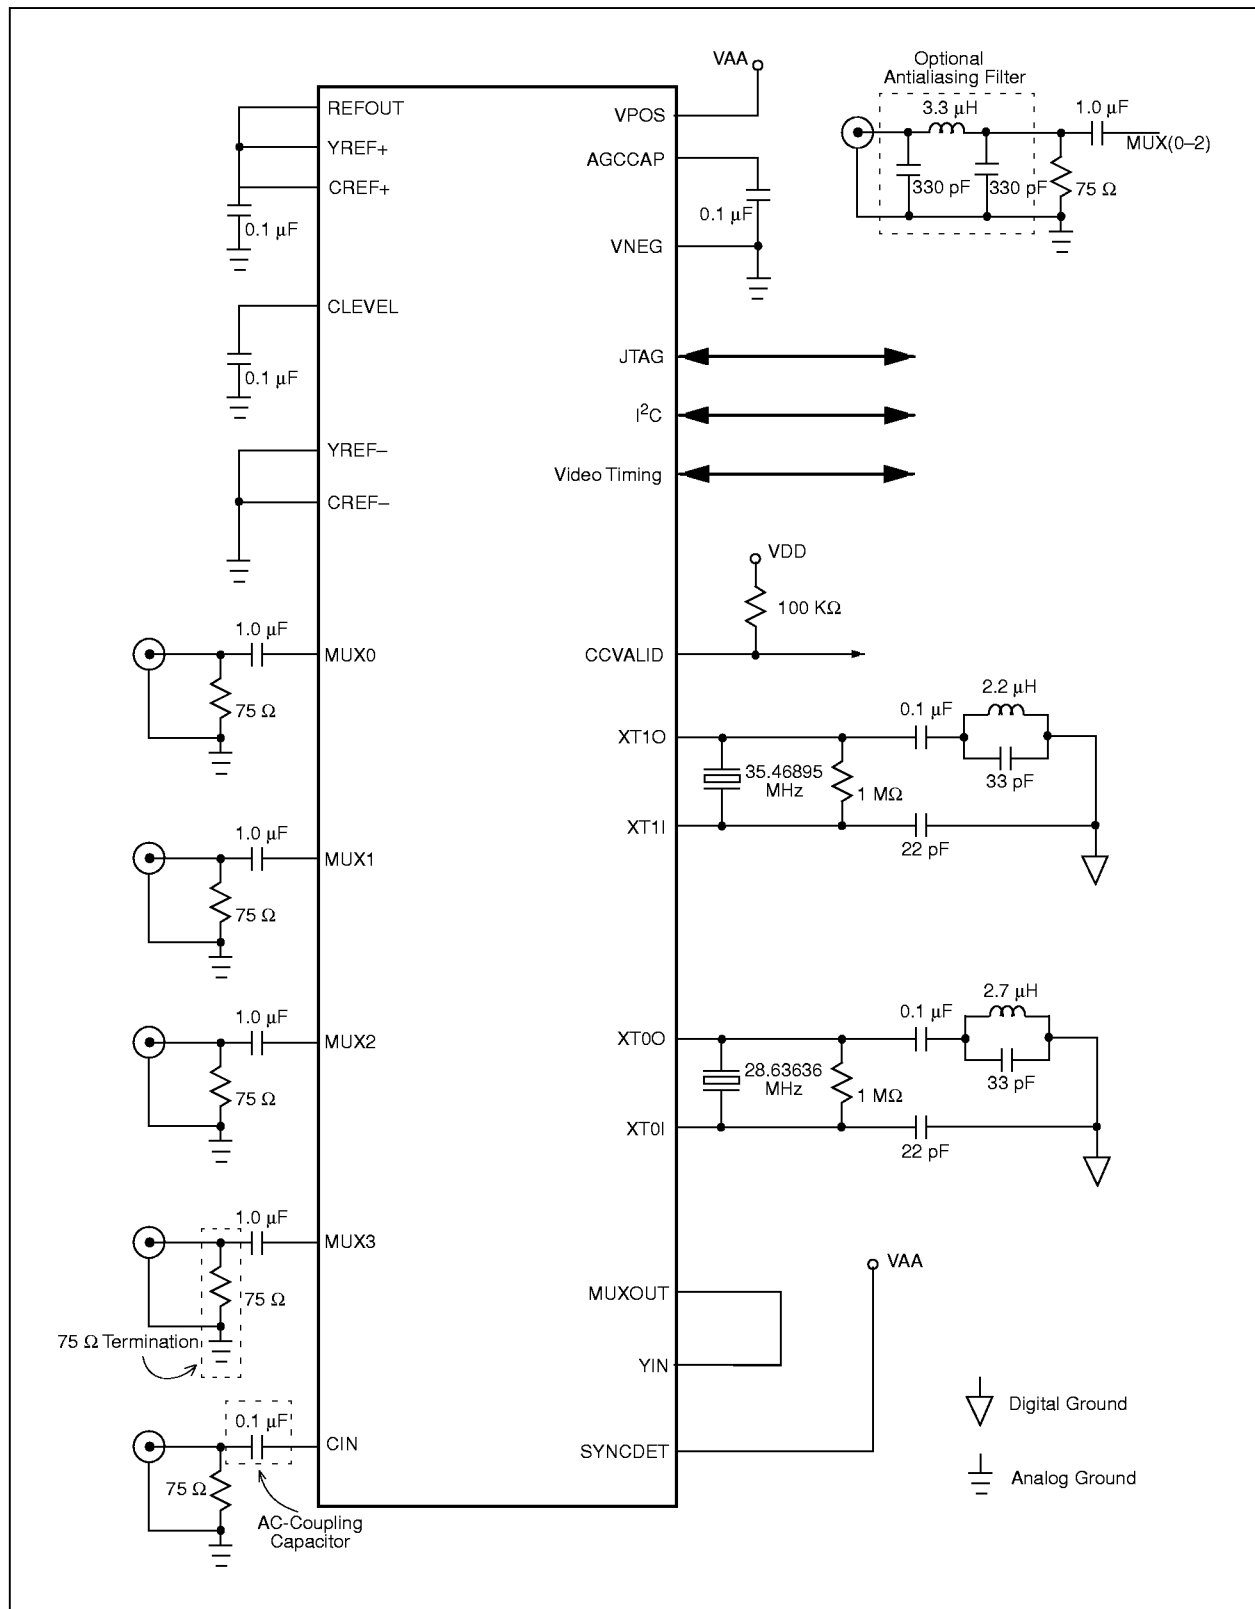 VAA
Optional
Antialiasing Filter
3.3 µH
1.0 µF
MUX(0–2)
330 pF
330 pF
75 Ω
REFOUT
YREF+
CREF+
0.1 µF
VPOS
AGCCAP
0.1 µF
VNEG
CLEVEL
0.1 µF
JTAG
I²C
Video Timing
YREF–
CREF–
VDD
100 KΩ
CCVALID
1.0 µF
MUX0
75 Ω
2.2 µH
0.1 µF
XT1O
35.46895
MHz
1 MΩ
33 pF
XT1I
22 pF
1.0 µF
MUX1
75 Ω
2.7 µH
0.1 µF
XT0O
28.63636
MHz
1 MΩ
33 pF
XT0I
22 pF
1.0 µF
MUX2
75 Ω
1.0 µF
MUX3
75 Ω
75 Ω Termination
VAA
MUXOUT
YIN
SYNCDET
0.1 µF
CIN
75 Ω
AC-Coupling
Capacitor
Digital Ground
Analog Ground